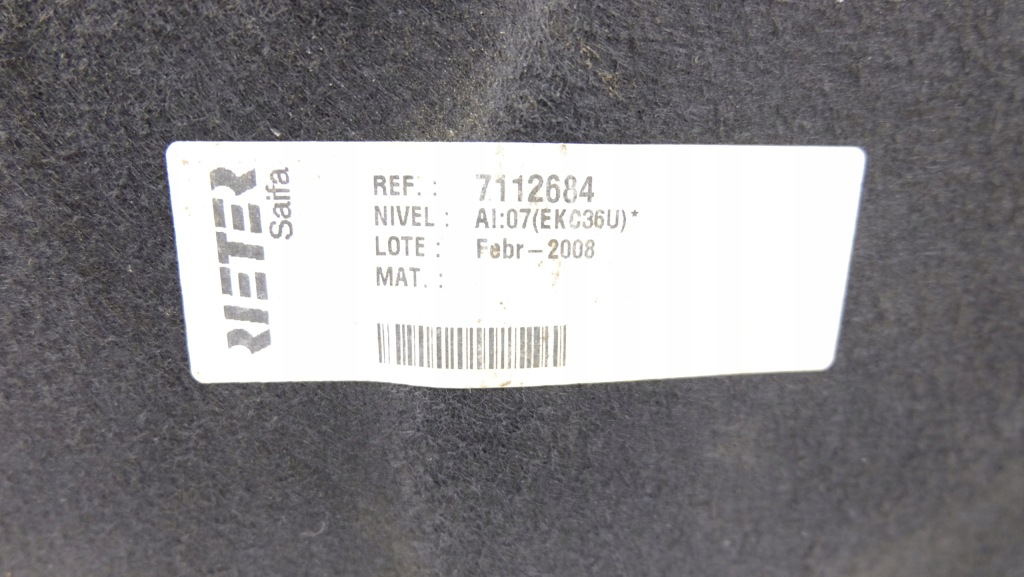 RIETER
Saifa
REF. : 7112684
NIVEL : AI:07(EKC36U)*
LOTE : Febr-2008
MAT. :